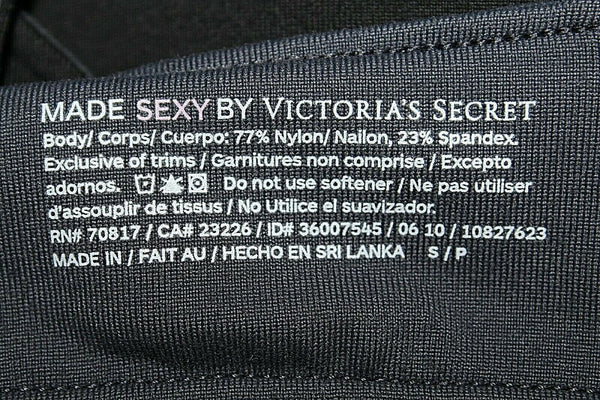 MADE SEXY BY VICTORIA'S SECRET
Body/ Corps/ Cuerpo: 77% Nylon/ Nailon, 23% Spandex.
Exclusive of trims / Garnitures non comprise / Excepto
adornos. Do not use softener / Ne pas utiliser
d'assouplir de tissus / No Utilice el suavizador.
RN# 70817 / CA# 23226 / ID# 36007545 / 06 10 / 10827623
MADE IN / FAIT AU / HECHO EN SRI LANKA S / P